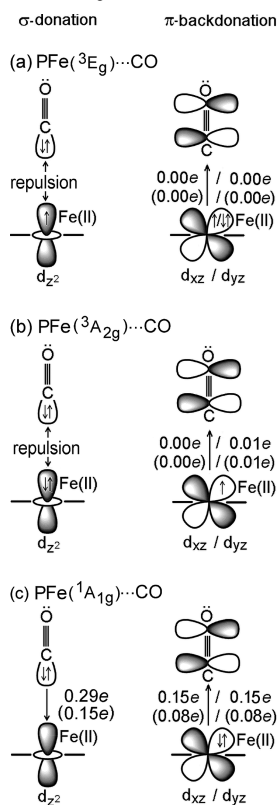 σ-donation π-backdonation
(a) PFe(³E_g)···CO
Ö Ö
C C
↓↑
repulsion 0.00e / 0.00e
(0.00e) / (0.00e)
↑ Fe(II) ↑/↓↑ Fe(II)
d_z² d_xz / d_yz
(b) PFe(³A_2g)···CO
Ö Ö
C C
↓↑
repulsion 0.00e / 0.01e
(0.00e) / (0.01e)
↓↑ Fe(II) ↑ Fe(II)
d_z² d_xz / d_yz
(c) PFe(¹A_1g)···CO
Ö Ö
C C
↓↑
0.29e 0.15e / 0.15e
(0.15e) (0.08e) / (0.08e)
Fe(II) ↓↑ Fe(II)
d_z² d_xz / d_yz